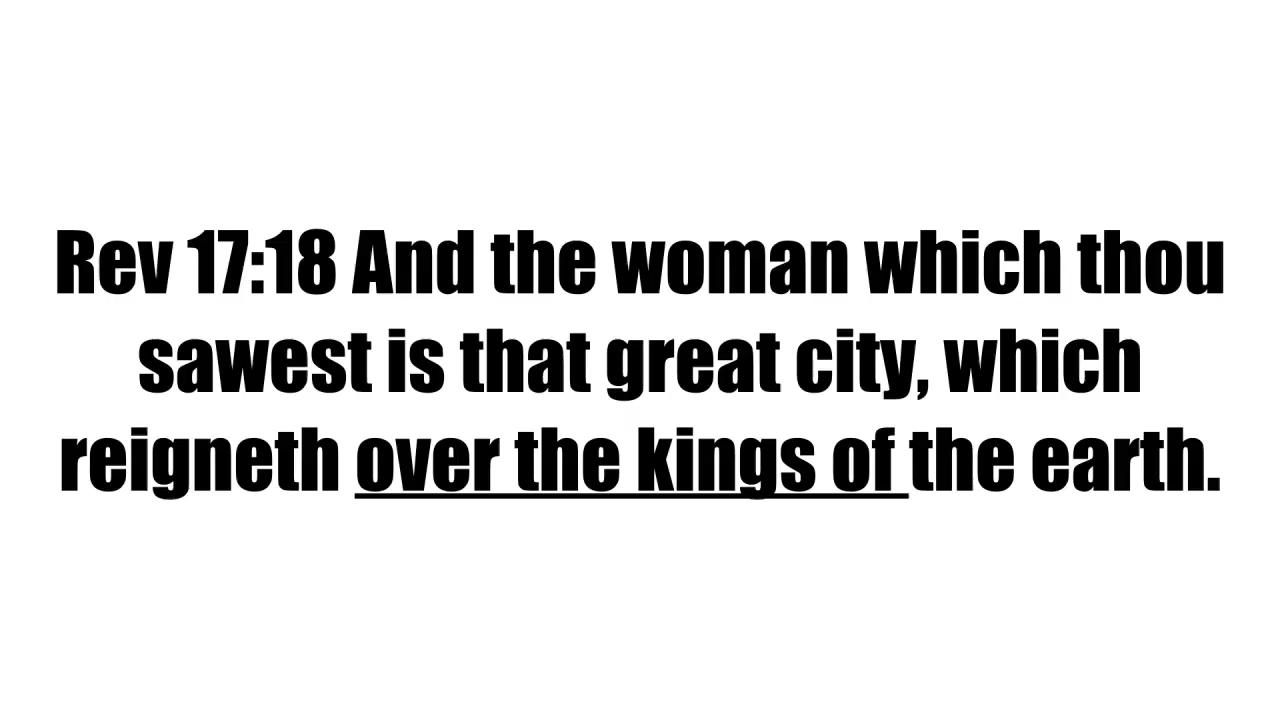 Rev 17:18 And the woman which thou
sawest is that great city, which
reigneth over the kings of the earth.